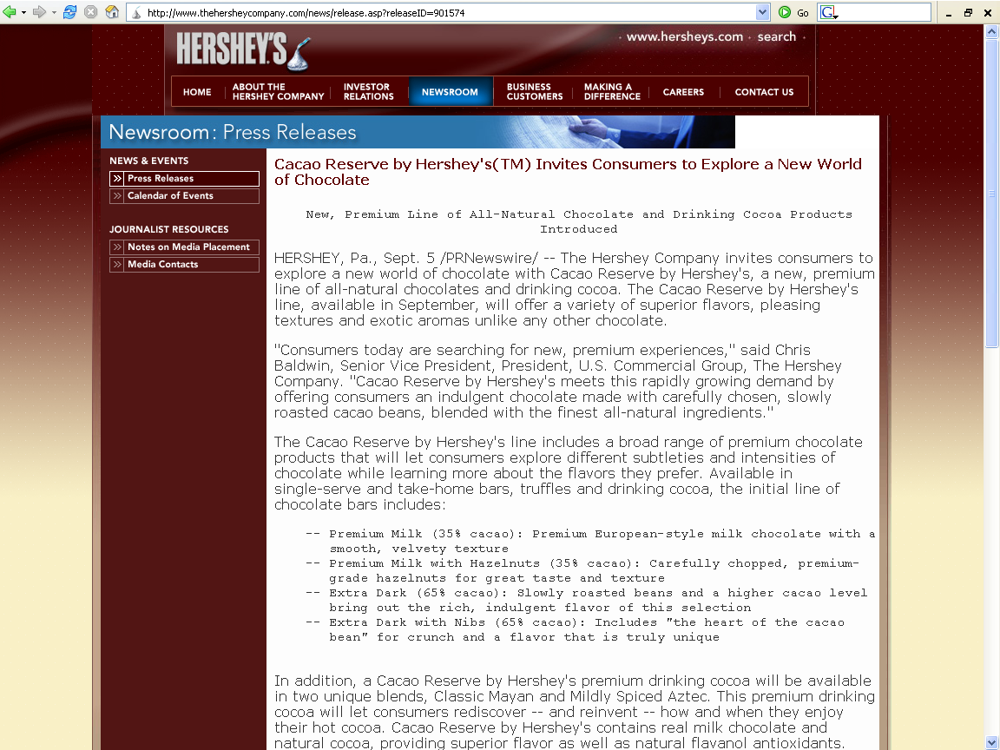 http://www.thehersheycompany.com/news/release.asp?releaseID=901574
Go
G
HERSHEY'S
· www.hersheys.com · search ·
HOME
ABOUT THE
HERSHEY COMPANY
INVESTOR
RELATIONS
NEWSROOM
BUSINESS
CUSTOMERS
MAKING A
DIFFERENCE
CAREERS
CONTACT US
Newsroom: Press Releases
NEWS & EVENTS
Press Releases
Calendar of Events
JOURNALIST RESOURCES
Notes on Media Placement
Media Contacts
Cacao Reserve by Hershey's(TM) Invites Consumers to Explore a New World
of Chocolate
New, Premium Line of All-Natural Chocolate and Drinking Cocoa Products
Introduced
HERSHEY, Pa., Sept. 5 /PRNewswire/ -- The Hershey Company invites consumers to
explore a new world of chocolate with Cacao Reserve by Hershey's, a new, premium
line of all-natural chocolates and drinking cocoa. The Cacao Reserve by Hershey's
line, available in September, will offer a variety of superior flavors, pleasing
textures and exotic aromas unlike any other chocolate.
"Consumers today are searching for new, premium experiences," said Chris
Baldwin, Senior Vice President, President, U.S. Commercial Group, The Hershey
Company. "Cacao Reserve by Hershey's meets this rapidly growing demand by
offering consumers an indulgent chocolate made with carefully chosen, slowly
roasted cacao beans, blended with the finest all-natural ingredients."
The Cacao Reserve by Hershey's line includes a broad range of premium chocolate
products that will let consumers explore different subtleties and intensities of
chocolate while learning more about the flavors they prefer. Available in
single-serve and take-home bars, truffles and drinking cocoa, the initial line of
chocolate bars includes:
-- Premium Milk (35% cacao): Premium European-style milk chocolate with a
smooth, velvety texture
-- Premium Milk with Hazelnuts (35% cacao): Carefully chopped, premium-
grade hazelnuts for great taste and texture
-- Extra Dark (65% cacao): Slowly roasted beans and a higher cacao level
bring out the rich, indulgent flavor of this selection
-- Extra Dark with Nibs (65% cacao): Includes "the heart of the cacao
bean" for crunch and a flavor that is truly unique
In addition, a Cacao Reserve by Hershey's premium drinking cocoa will be available
in two unique blends, Classic Mayan and Mildly Spiced Aztec. This premium drinking
cocoa will let consumers rediscover -- and reinvent -- how and when they enjoy
their hot cocoa. Cacao Reserve by Hershey's contains real milk chocolate and
natural cocoa, providing superior flavor as well as natural flavanol antioxidants.